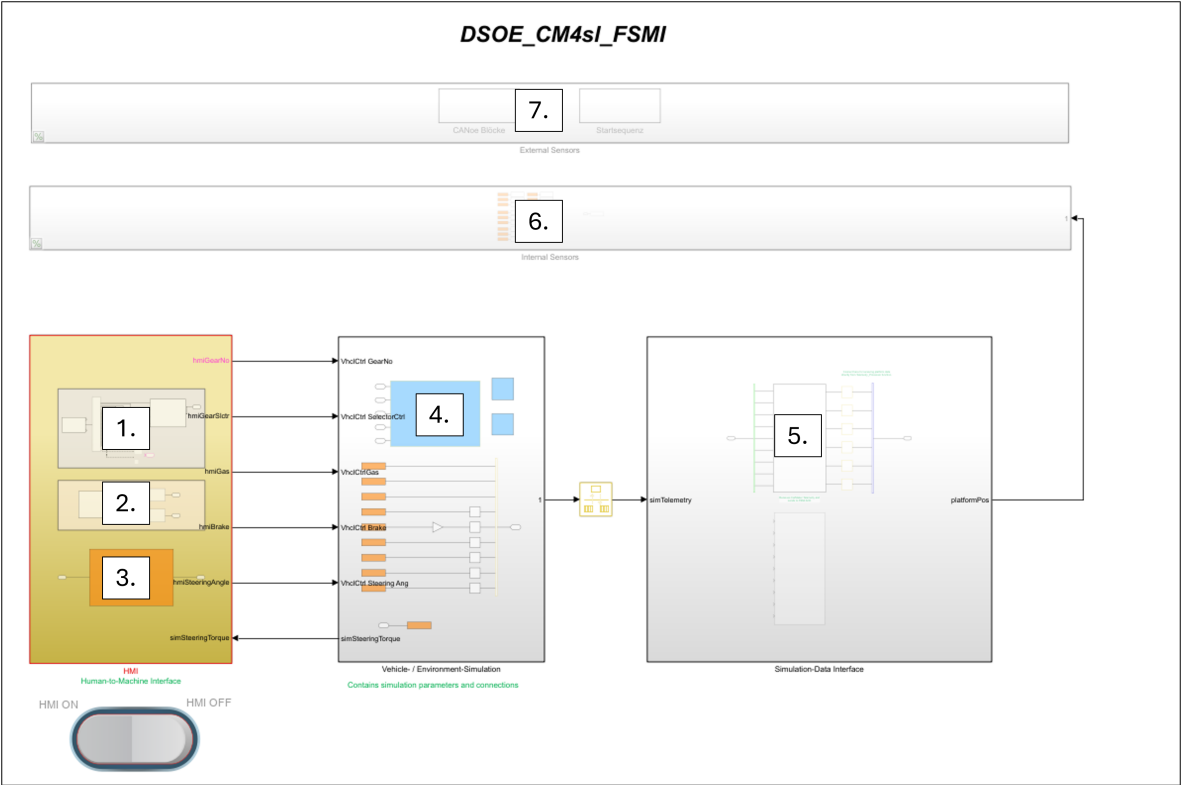 DSOE_CM4sl_FSMI
7.
CANoe Blöcke
Startsequenz
External Sensors
6.
1
Internal Sensors
hmiGearNo
hmiGearSlctr
hmiGas
hmiBrake
hmiSteeringAngle
simSteeringTorque
1.
2.
3.
HMI
Human-to-Machine Interface
VhclCtrl GearNo
VhclCtrl SelectorCtrl
VhclCtrlGas
VhclCtrl Brake
VhclCtrl Steering Ang
simSteeringTorque
4.
1
Vehicle- / Environment-Simulation
Contains simulation parameters and connections
simTelemetry
5.
platformPos
Simulation-Data Interface
HMI ON
HMI OFF